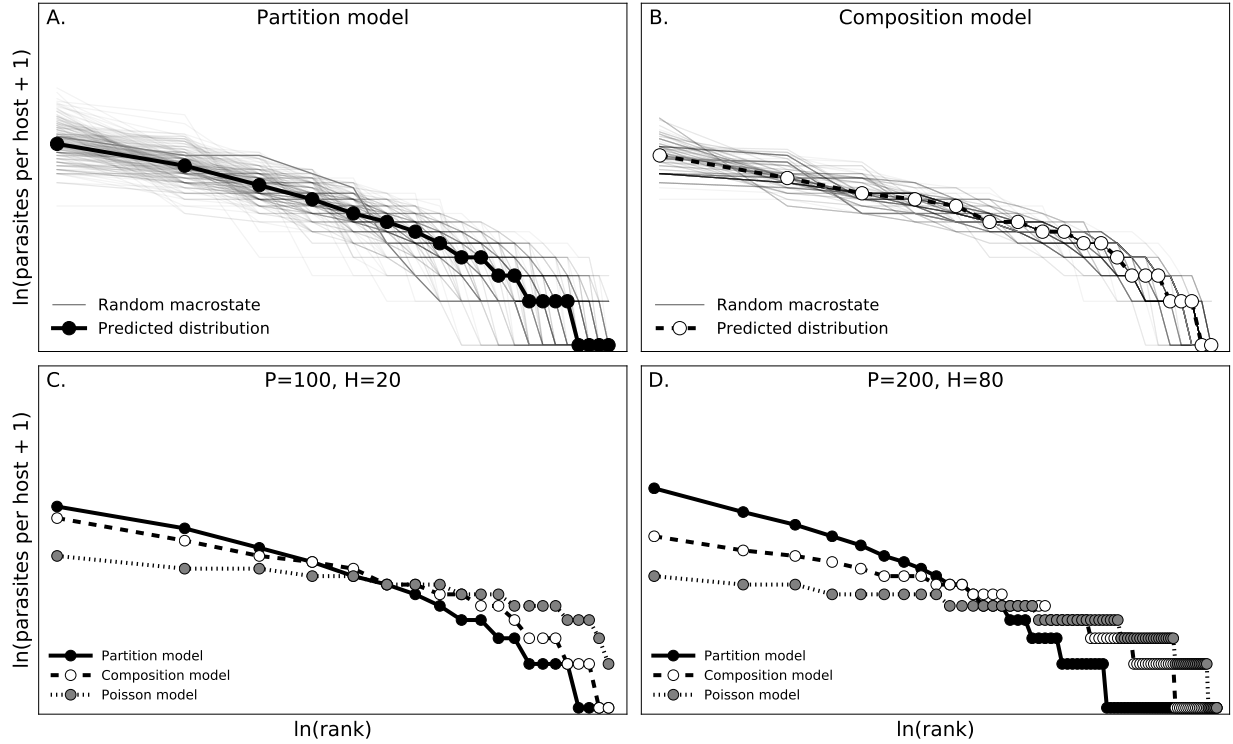 A.
Partition model
ln(parasites per host + 1)
Random macrostate
Predicted distribution
B.
Composition model
Random macrostate
Predicted distribution
C.
P=100, H=20
ln(parasites per host + 1)
Partition model
Composition model
Poisson model
ln(rank)
D.
P=200, H=80
Partition model
Composition model
Poisson model
ln(rank)